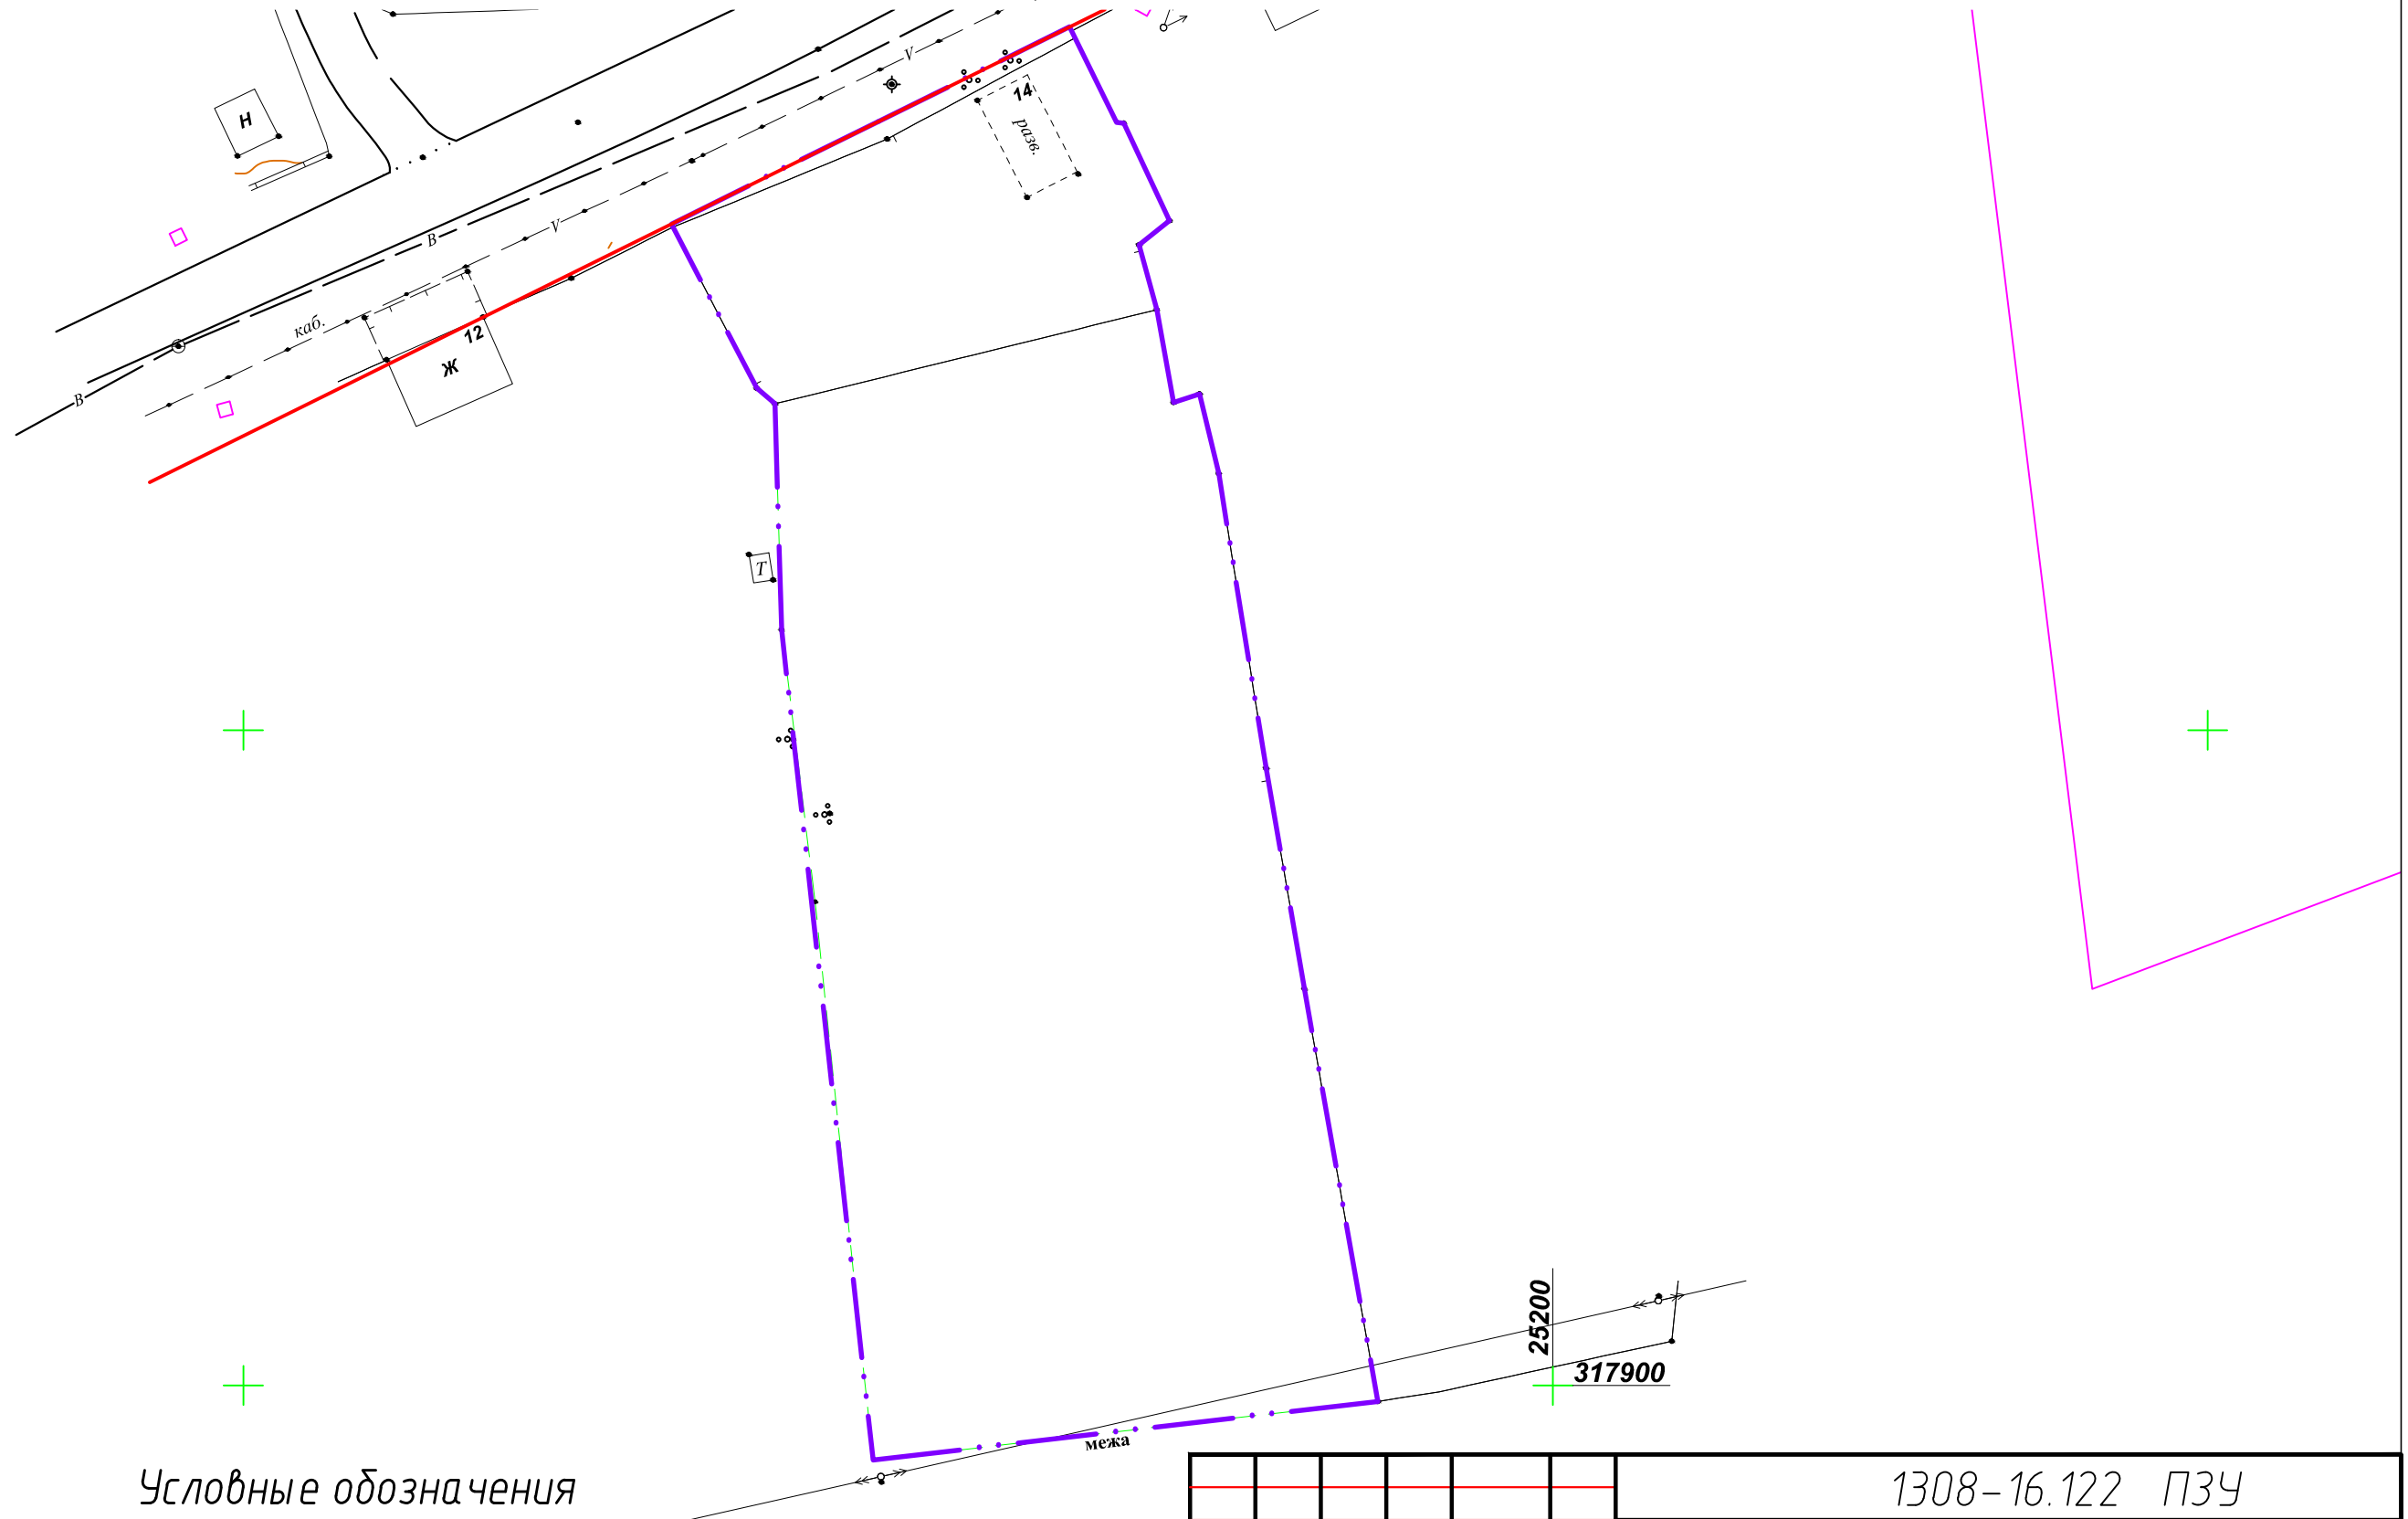 Н
V
14
разв.
V
В
каб.
12
Ж
В
Т
25200
317900
межа
Условные обозначения
1308-16.122 ПЗУ